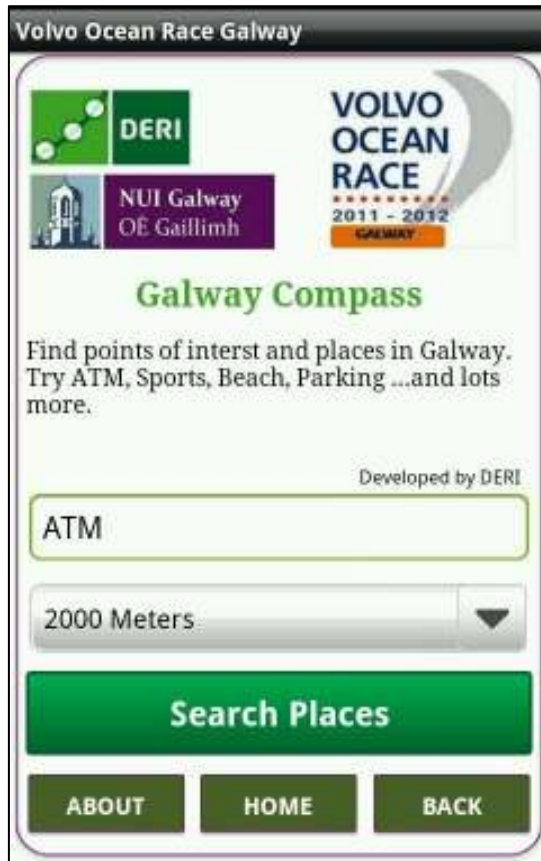 Volvo Ocean Race Galway
DERI
NUI Galway
OÉ Gaillimh
VOLVO
OCEAN
RACE
2011 - 2012
GALWAY
Galway Compass
Find points of interst and places in Galway.
Try ATM, Sports, Beach, Parking ...and lots
more.
Developed by DERI
ATM
2000 Meters
Search Places
ABOUT
HOME
BACK